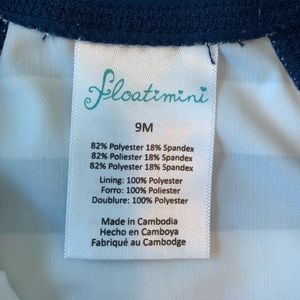 floatimini
9M
82% Polyester 18% Spandex
82% Poliester 18% Spandex
82% Polyester 18% Spandex
Lining: 100% Polyester
Forro: 100% Poliester
Doublure: 100% Polyester
Made in Cambodia
Hecho en Camboya
Fabriqué au Cambodge